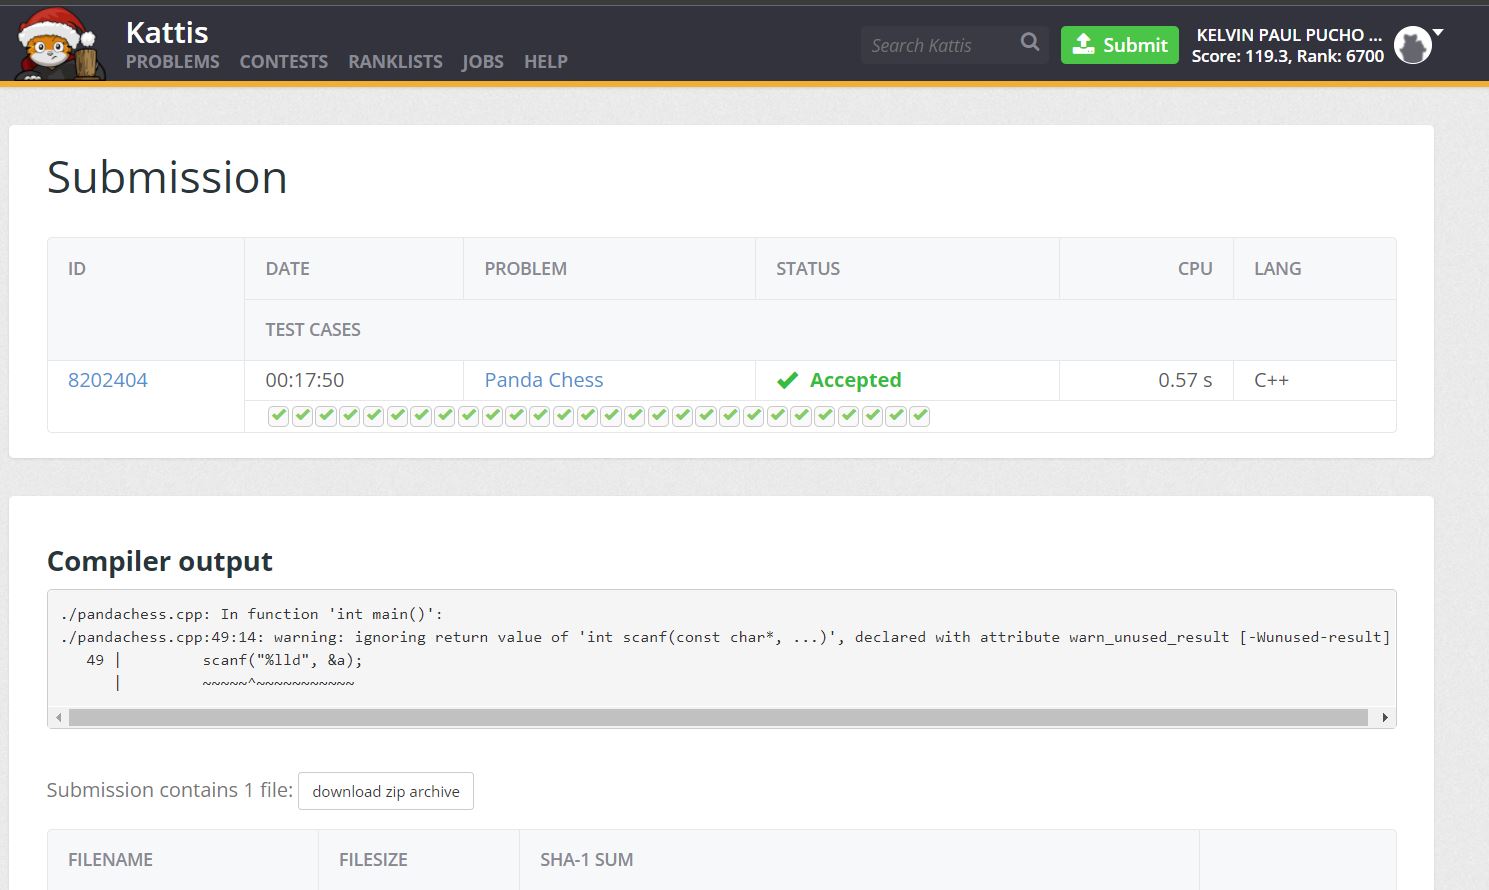 Kattis
PROBLEMS CONTESTS RANKLISTS JOBS HELP
Search Kattis
Submit
KELVIN PAUL PUCHO ...
Score: 119.3, Rank: 6700
Submission
ID DATE PROBLEM STATUS CPU LANG
TEST CASES
8202404 00:17:50 Panda Chess Accepted 0.57 s C++
Compiler output
./pandachess.cpp: In function 'int main()':
./pandachess.cpp:49:14: warning: ignoring return value of 'int scanf(const char*, ...)', declared with attribute warn_unused_result [-Wunused-result]
49 | scanf("%lld", &a);
| ~~~~~^~~~~~~~~~~~
Submission contains 1 file: download zip archive
FILENAME FILESIZE SHA-1 SUM